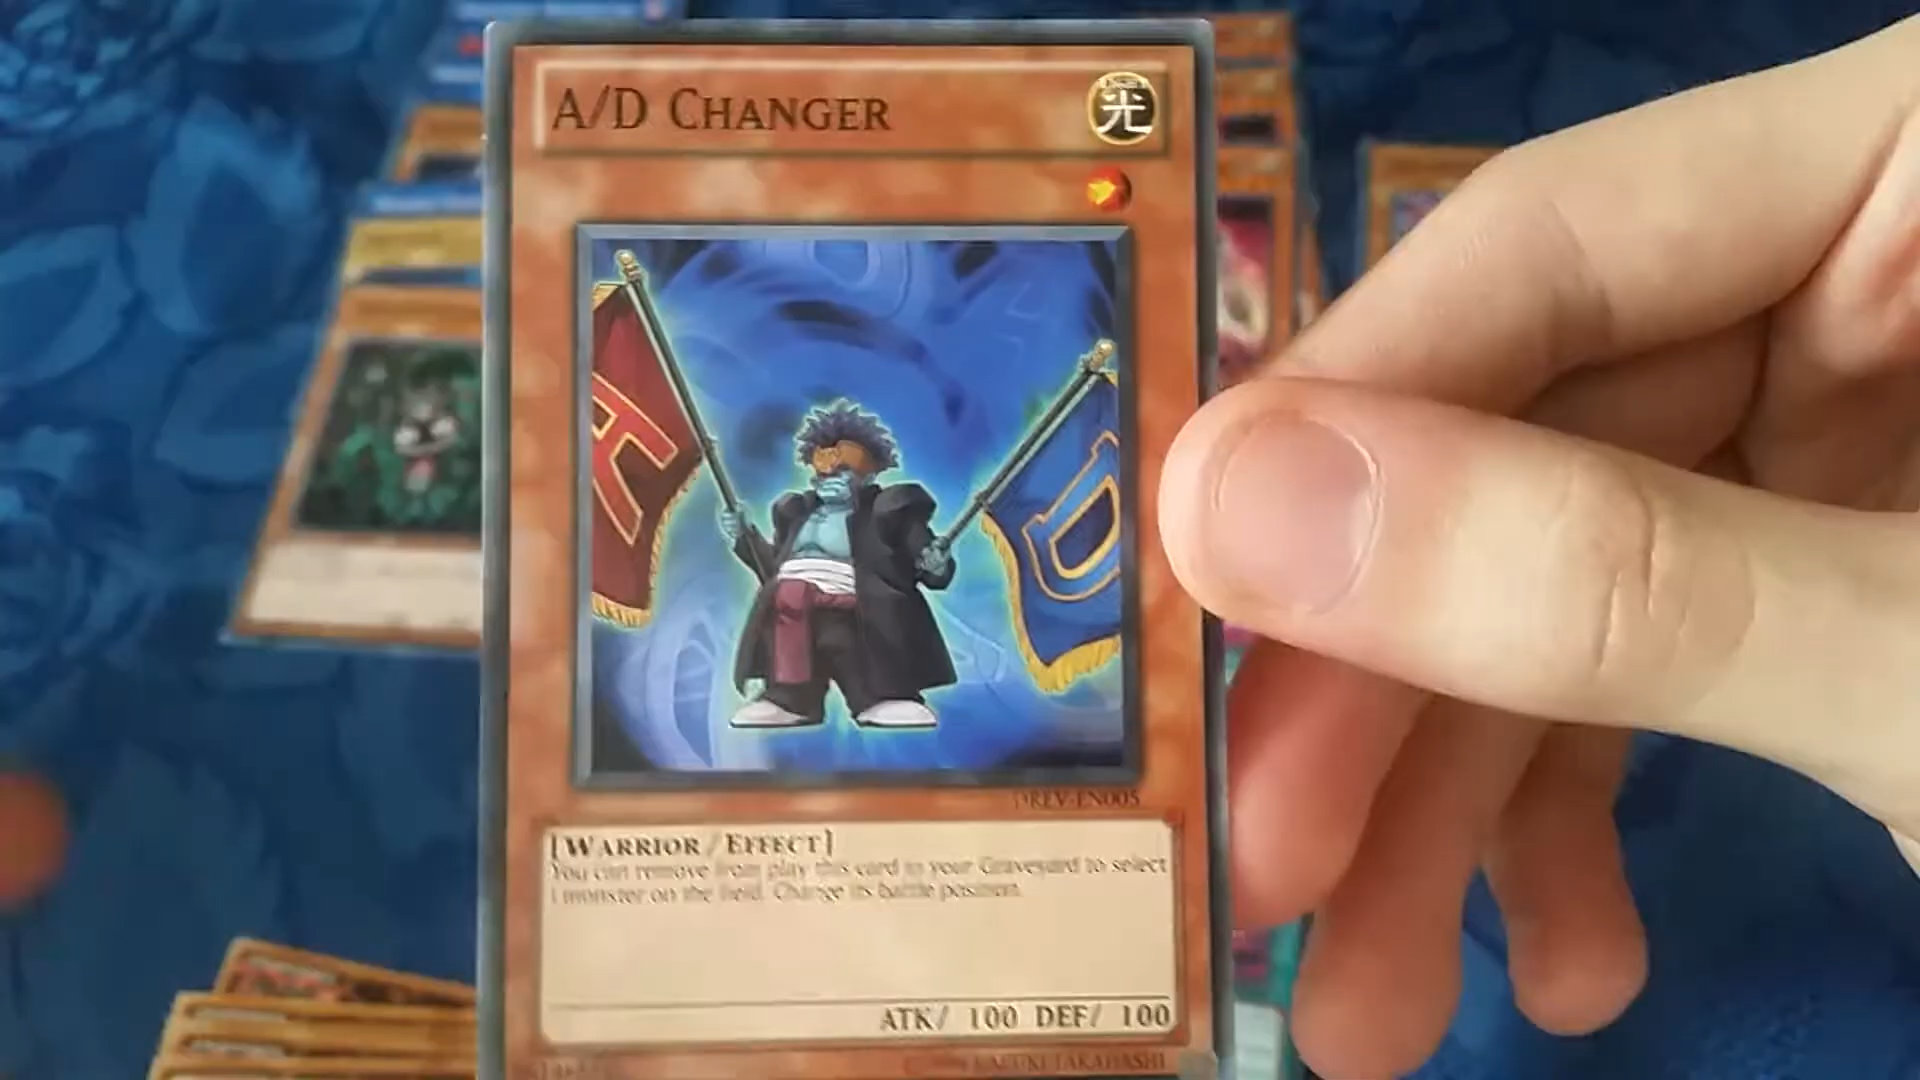 A/D CHANGER
光
A
D
DREV-EN005
[WARRIOR/EFFECT]
You can remove from play this card in your Graveyard to select
1 monster on the field. Change its battle position.
ATK/ 100 DEF/ 100
KAZUKI TAKAHASHI